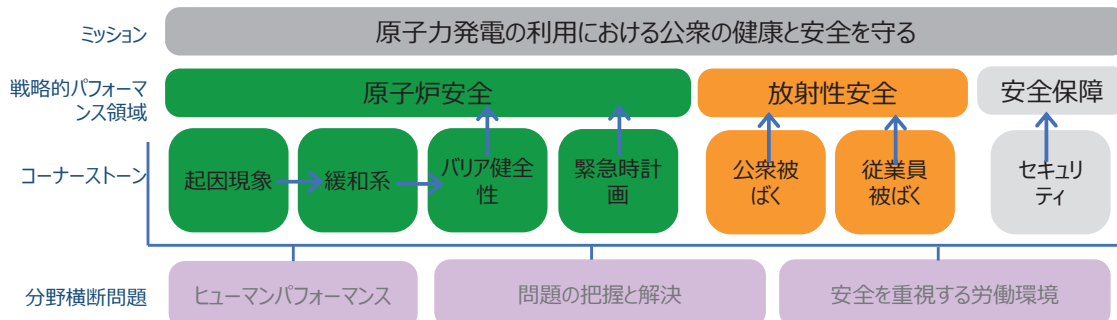 ミッション
原子力発電の利用における公衆の健康と安全を守る
戦略的パフォーマ
ンス領域
原子炉安全
放射性安全
安全保障
コーナーストーン
起因現象
緩和系
バリア健全
性
緊急時計
画
公衆被
ばく
従業員
被ばく
セキュリ
ティ
分野横断問題
ヒューマンパフォーマンス
問題の把握と解決
安全を重視する労働環境